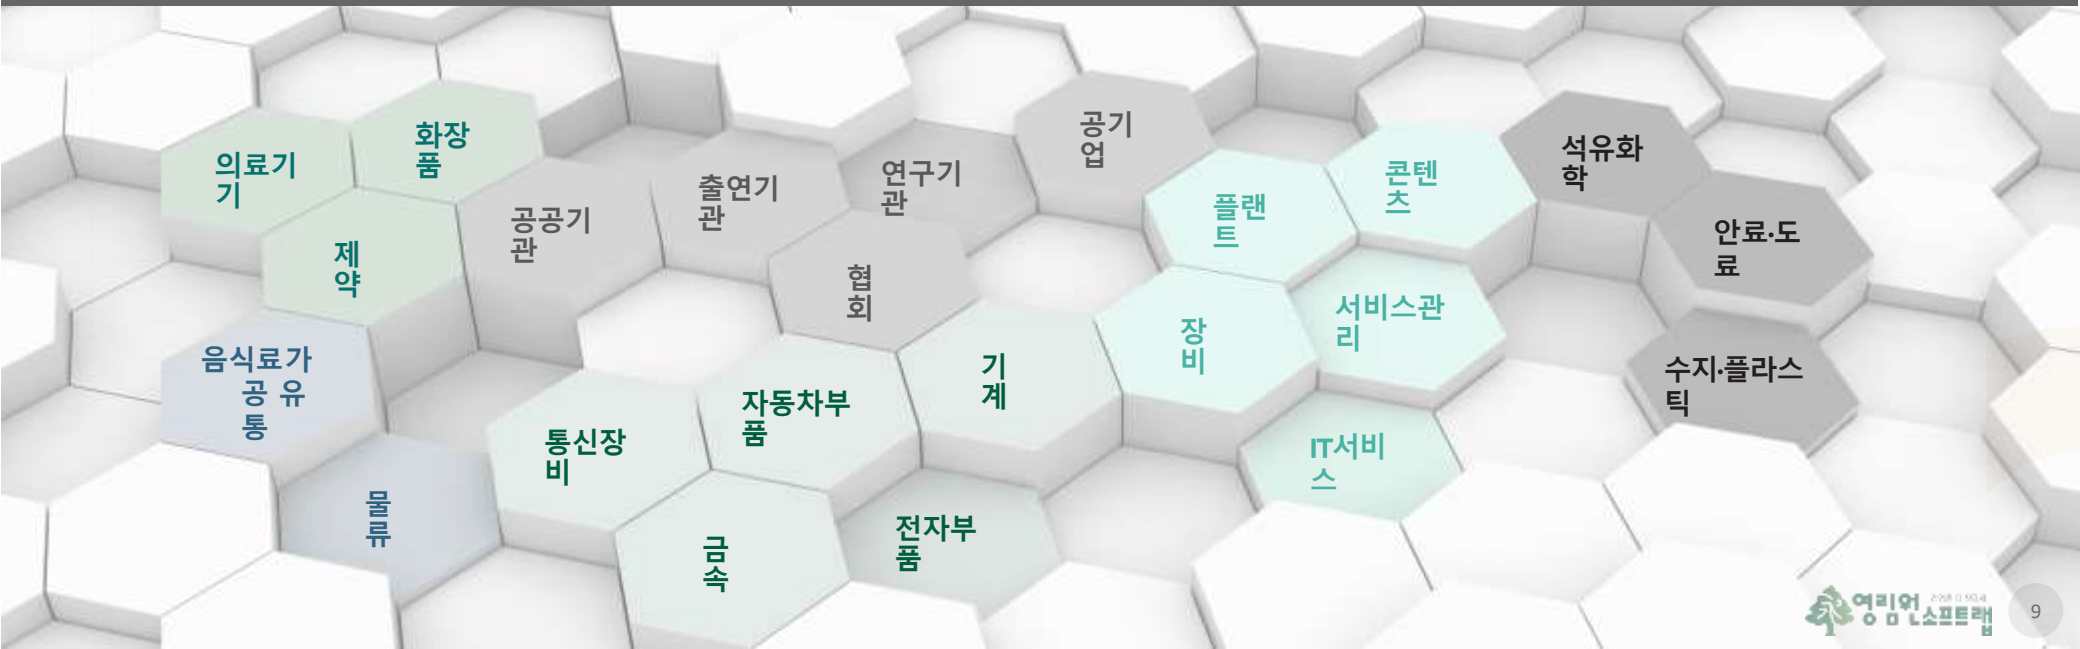 의료기
기
화장
품
제
약
공공기
관
출연기
관
연구기
관
협
회
공기
업
플랜
트
콘텐
츠
장
비
서비스관
리
IT서비
스
석유화
학
안료·도
료
수지·플라스
틱
음식료가
공 유
통
물
류
통신장
비
자동차부
품
기
계
금
속
전자부
품
영림원
소프트랩
9